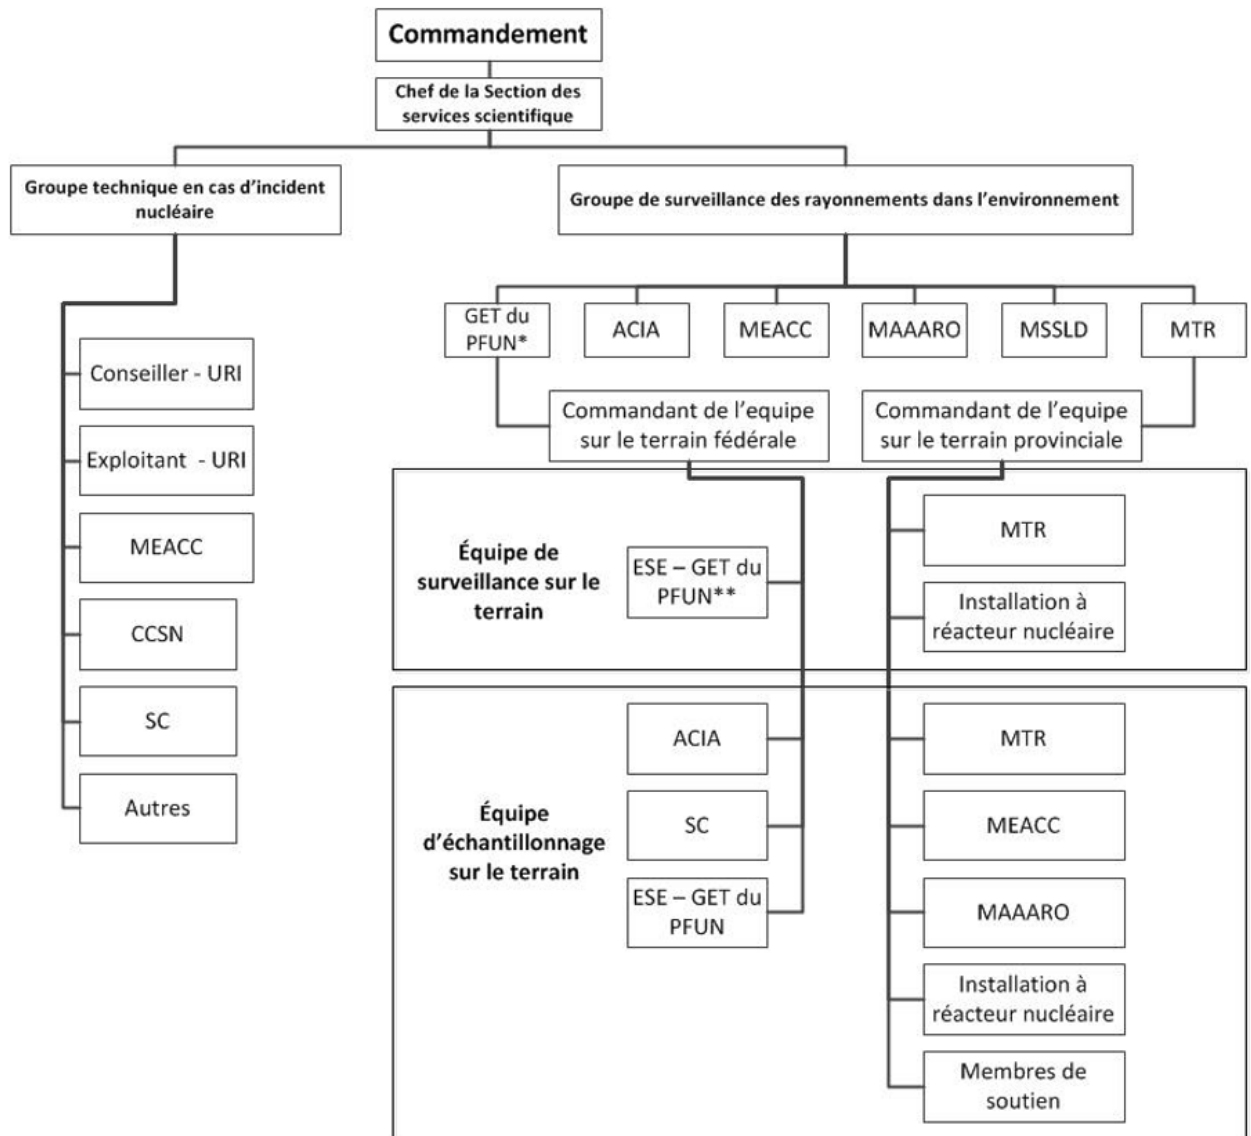 Commandement
Chef de la Section des
services scientifique
Groupe technique en cas d’incident
nucléaire
Groupe de surveillance des rayonnements dans l’environnement
Conseiller - URI
Exploitant - URI
MEACC
CCSN
SC
Autres
GET du
PFUN*
ACIA
MEACC
MAAARO
MSSLD
MTR
Commandant de l’equipe
sur le terrain fédérale
Commandant de l’equipe
sur le terrain provinciale
Équipe de
surveillance sur le
terrain
ESE – GET du
PFUN**
MTR
Installation à
réacteur nucléaire
Équipe
d’échantillonnage
sur le terrain
ACIA
SC
ESE – GET du
PFUN
MTR
MEACC
MAAARO
Installation à
réacteur nucléaire
Membres de
soutien